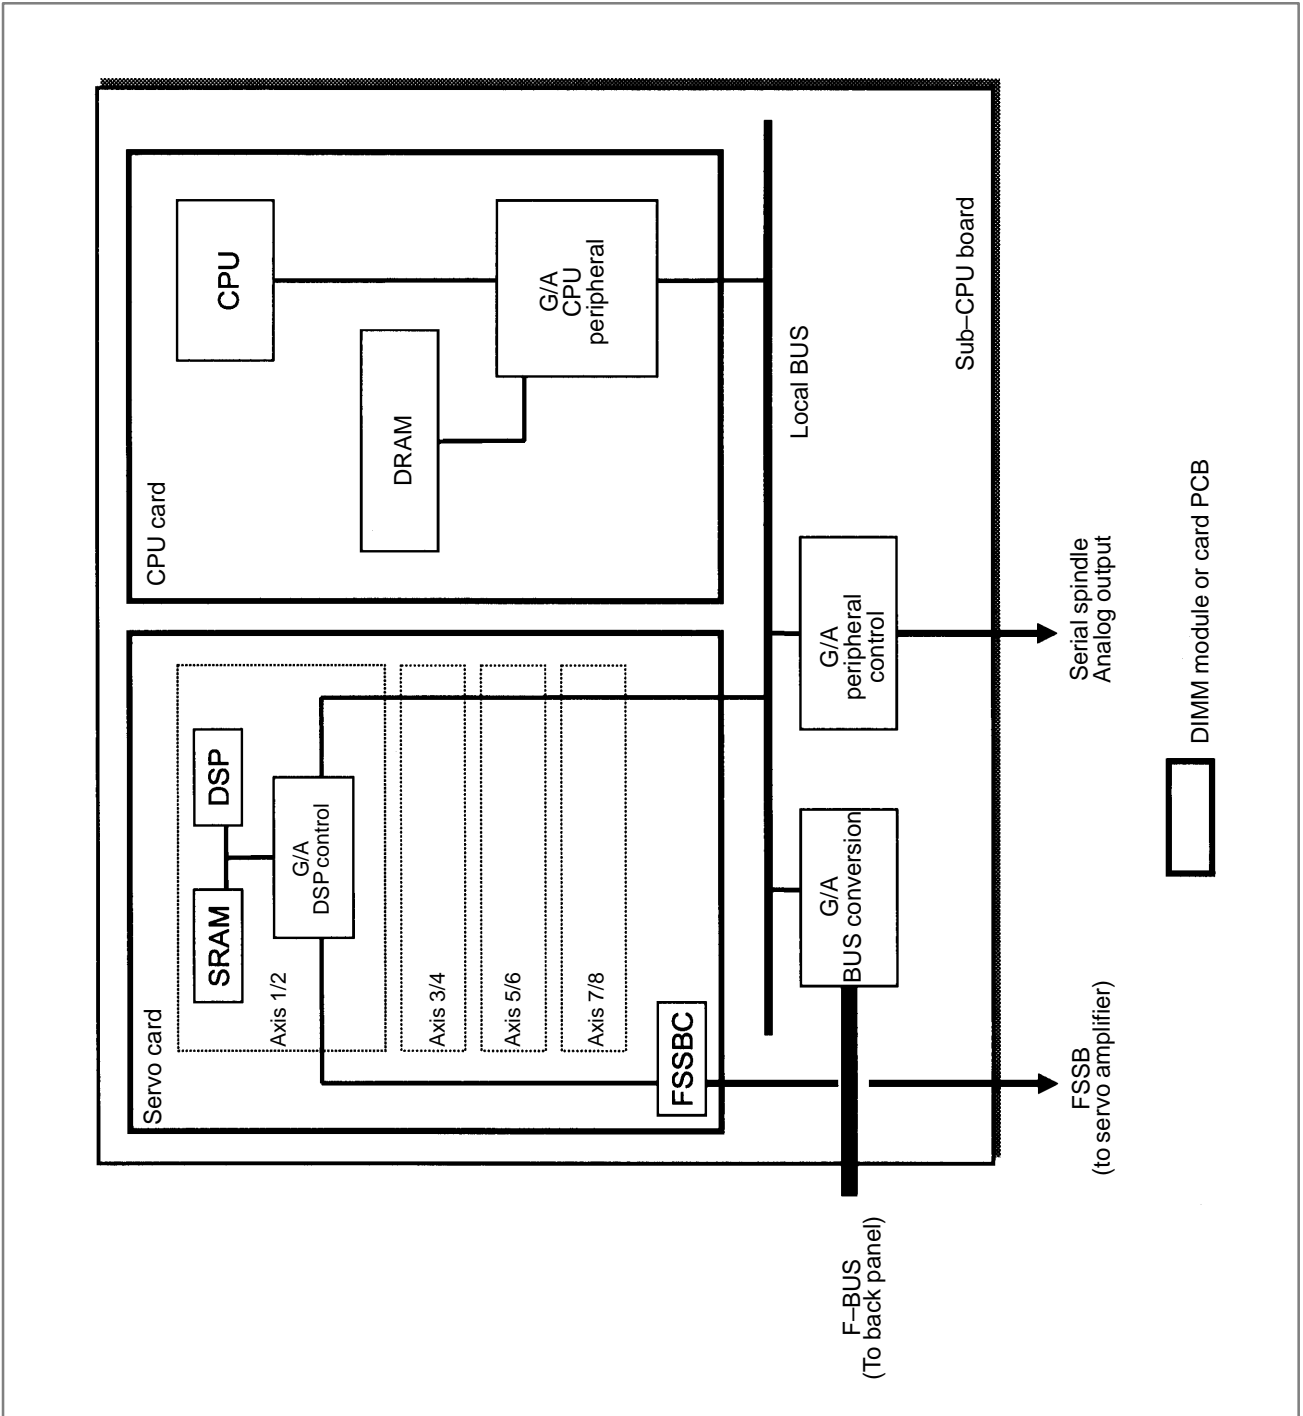 Servo card
SRAM
DSP
G/A
DSP control
Axis 1/2
Axis 3/4
Axis 5/6
Axis 7/8
FSSBC
CPU card
CPU
DRAM
G/A
CPU
peripheral
Local BUS
G/A
BUS conversion
G/A
peripheral
control
Sub–CPU board
F–BUS
(To back panel)
FSSB
(to servo amplifier)
Serial spindle
Analog output
DIMM module or card PCB